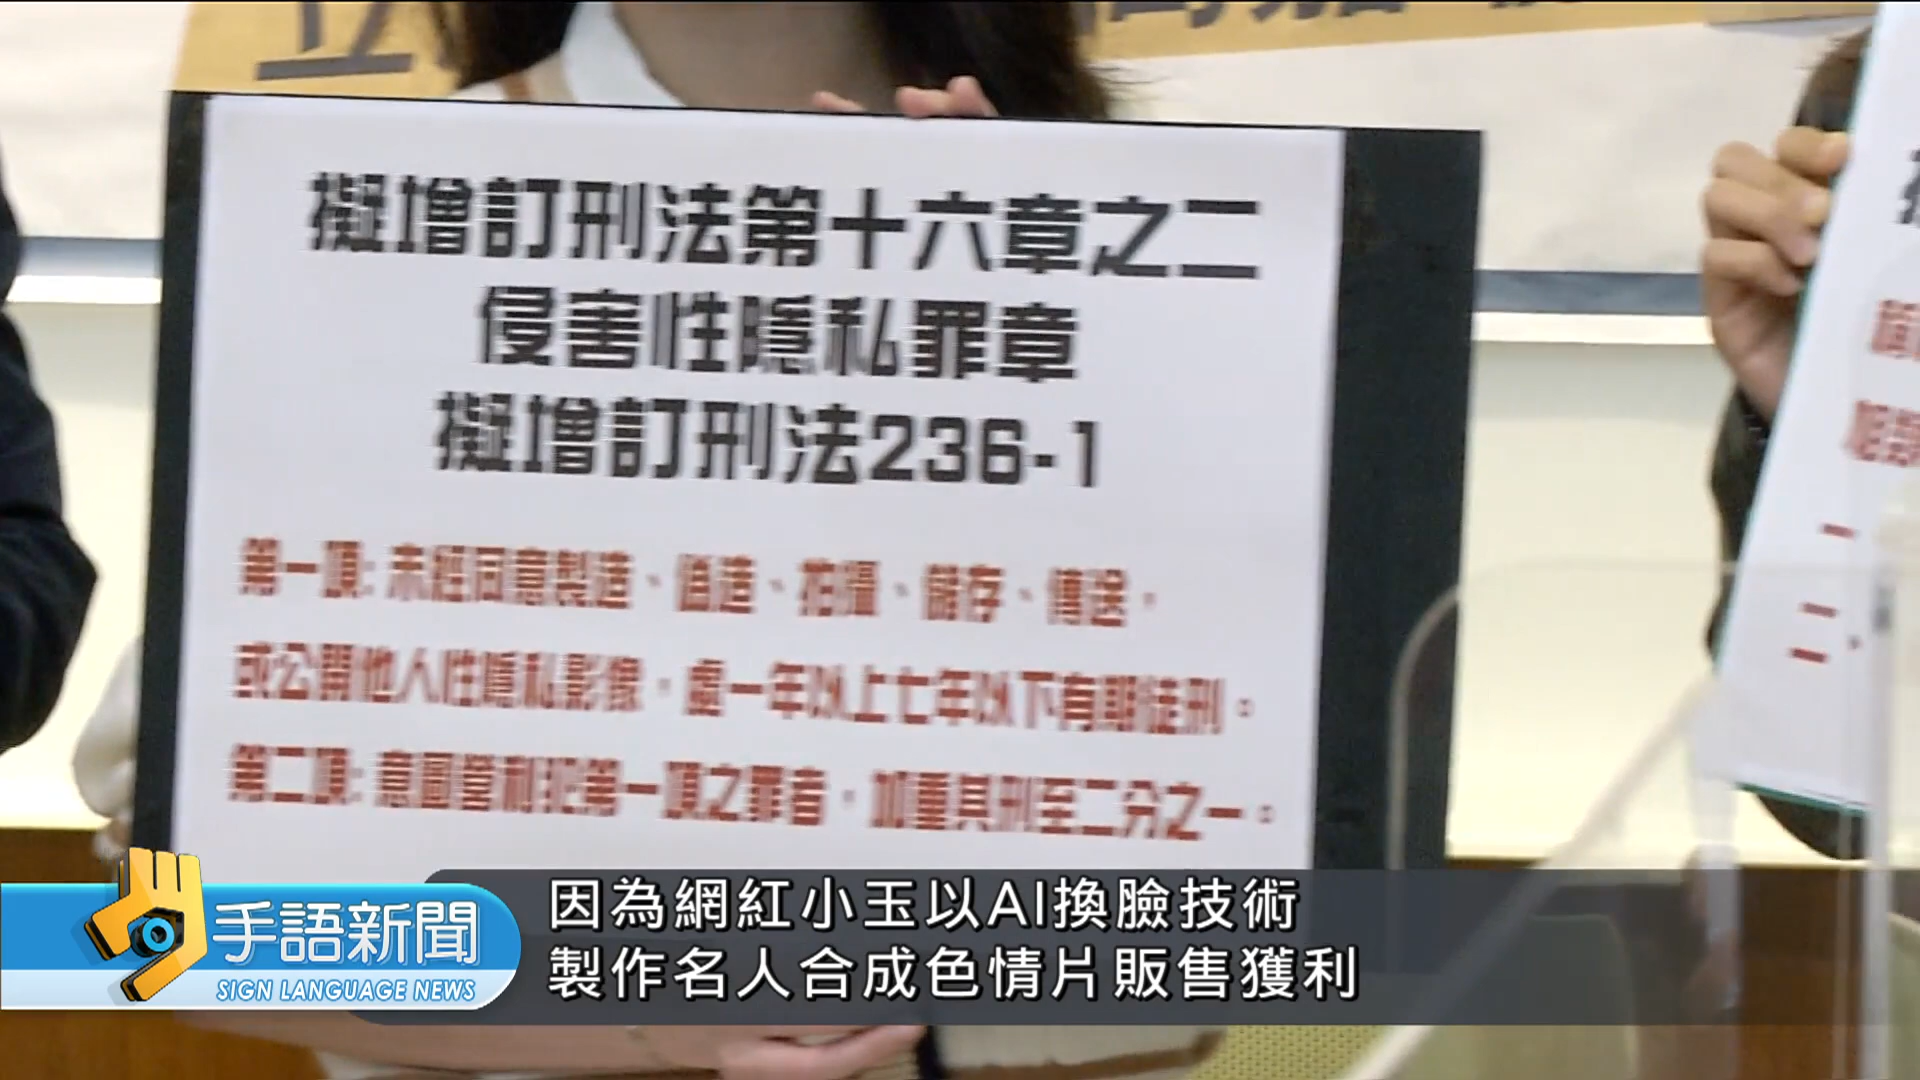 立
擬增訂刑法第十六章之二
侵害性隱私罪章
擬增訂刑法236-1
第一項: 未經同意製造、偽造、拍攝、儲存、傳送,
或公開他人性隱私影像,處一年以上七年以下有期徒刑。
第二項: 意圖營利犯第一項之罪者,加重其刑至二分之一。
一
二、
手語新聞
SIGN LANGUAGE NEWS
因為網紅小玉以AI換臉技術
製作名人合成色情片販售獲利